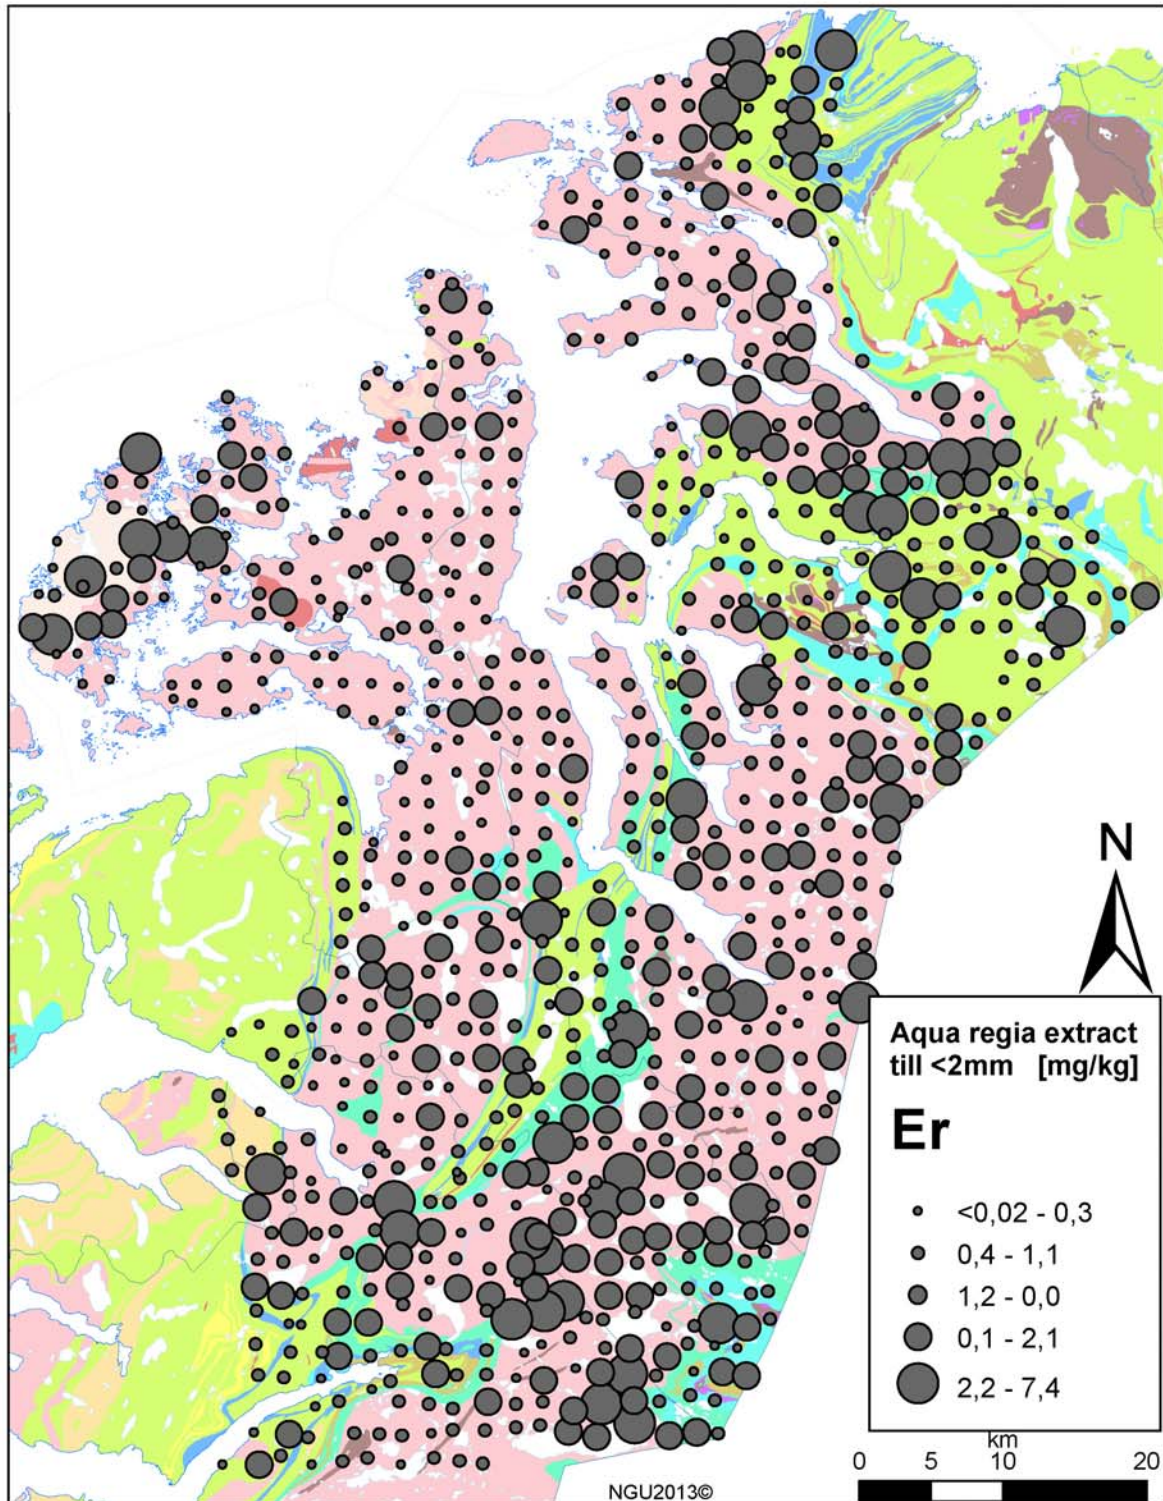 N
Aqua regia extract
till <2mm [mg/kg]
Er
<0,02 - 0,3
0,4 - 1,1
1,2 - 0,0
0,1 - 2,1
2,2 - 7,4
km
0 5 10 20
NGU2013©